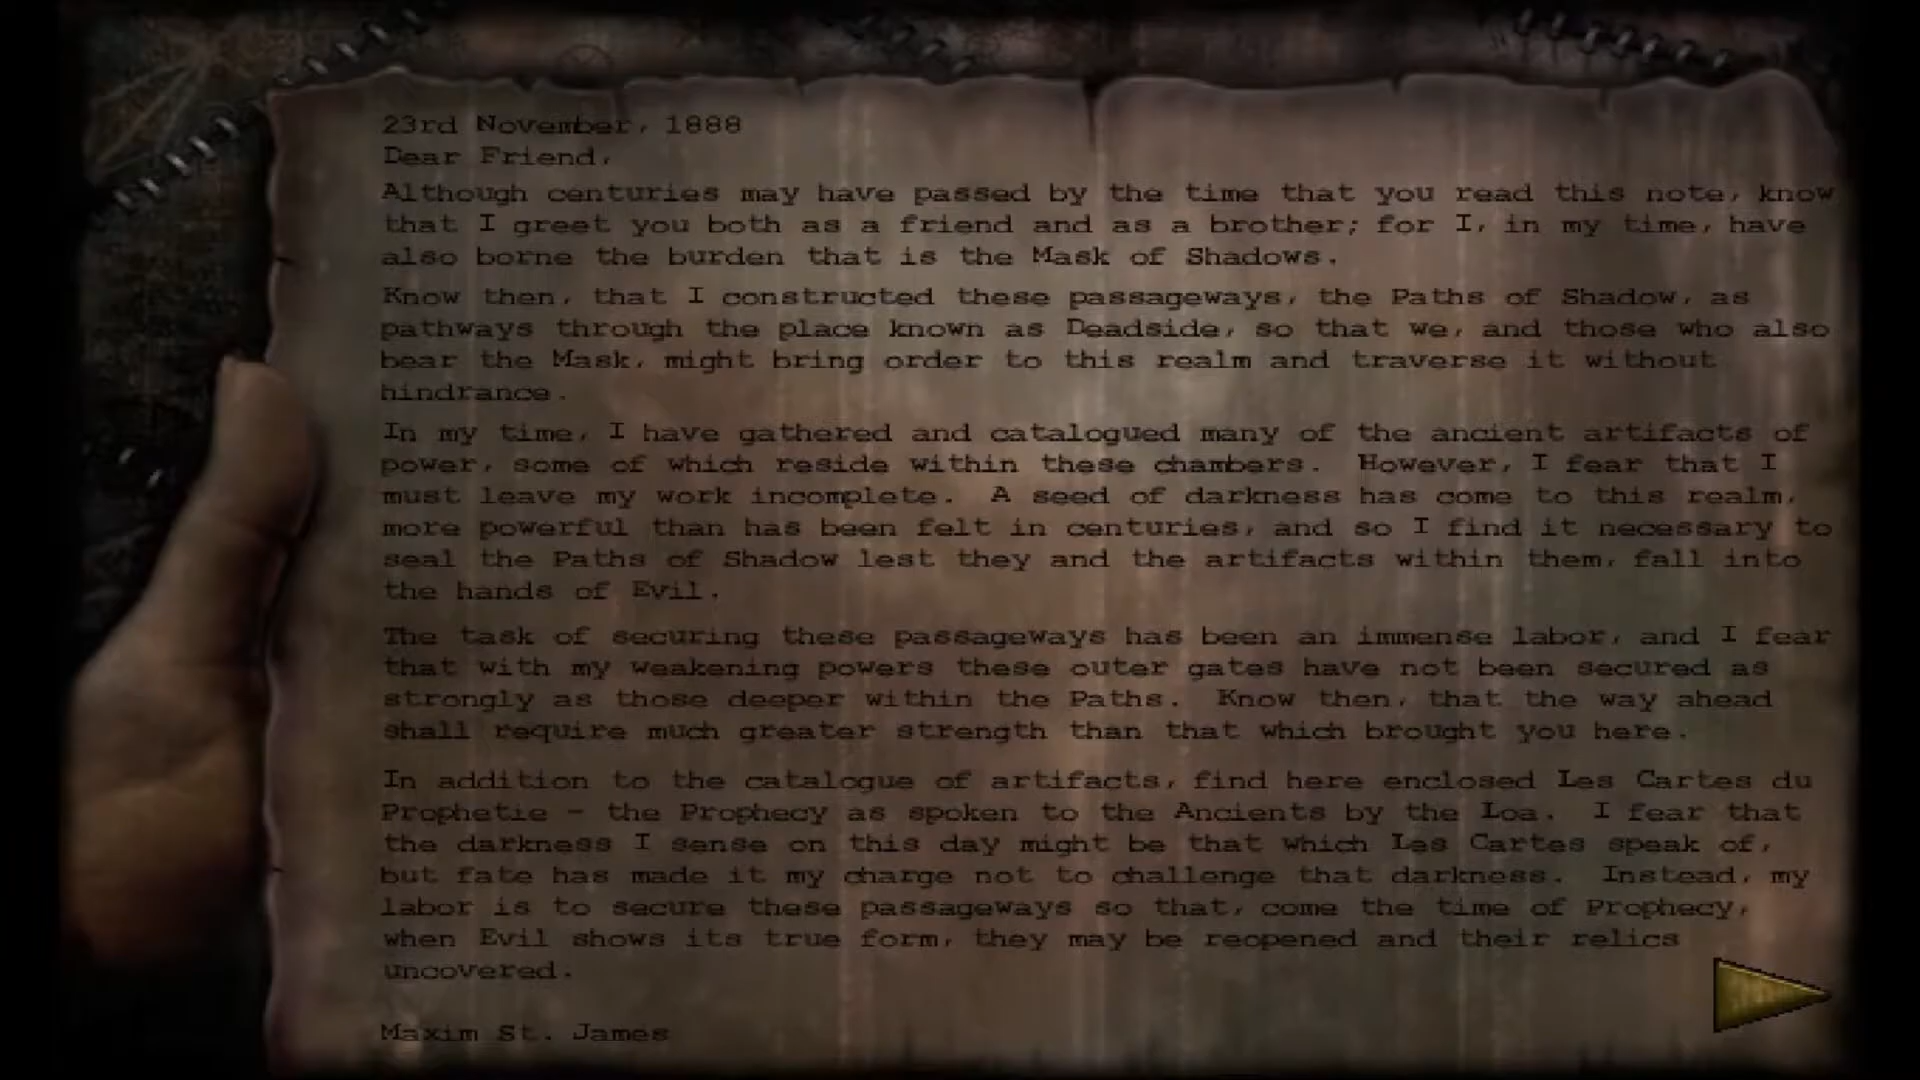 23rd November, 1888
Dear Friend,
Although centuries may have passed by the time that you read this note, know
that I greet you both as a friend and as a brother; for I, in my time, have
also borne the burden that is the Mask of Shadows.
Know then, that I constructed these passageways, the Paths of Shadow, as
pathways through the place known as Deadside, so that we, and those who also
bear the Mask, might bring order to this realm and traverse it without
hindrance.
In my time, I have gathered and catalogued many of the ancient artifacts of
power, some of which reside within these chambers.  However, I fear that I
must leave my work incomplete.  A seed of darkness has come to this realm,
more powerful than has been felt in centuries, and so I find it necessary to
seal the Paths of Shadow lest they and the artifacts within them, fall into
the hands of Evil.
The task of securing these passageways has been an immense labor, and I fear
that with my weakening powers these outer gates have not been secured as
strongly as those deeper within the Paths.  Know then, that the way ahead
shall require much greater strength than that which brought you here.
In addition to the catalogue of artifacts, find here enclosed Les Cartes du
Prophetie - the Prophecy as spoken to the Ancients by the Loa.  I fear that
the darkness I sense on this day might be that which Les Cartes speak of,
but fate has made it my charge not to challenge that darkness.  Instead, my
labor is to secure these passageways so that, come the time of Prophecy,
when Evil shows its true form, they may be reopened and their relics
uncovered.
Maxim St. James